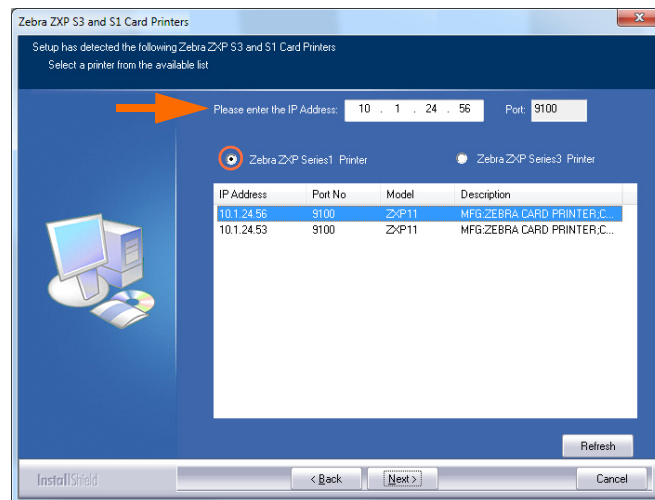 Zebra ZXP S3 and S1 Card Printers
Setup has detected the following Zebra ZXP S3 and S1 Card Printers
Select a printer from the available list
Please enter the IP Address: 10 . 1 . 24 . 56 Port: 9100
Zebra ZXP Series1 Printer Zebra ZXP Series3 Printer
IP Address Port No Model Description
10.1.24.56 9100 ZXP11 MFG:ZEBRA CARD PRINTER;C...
10.1.24.53 9100 ZXP11 MFG:ZEBRA CARD PRINTER;C...
Refresh
InstallShield < Back Next > Cancel